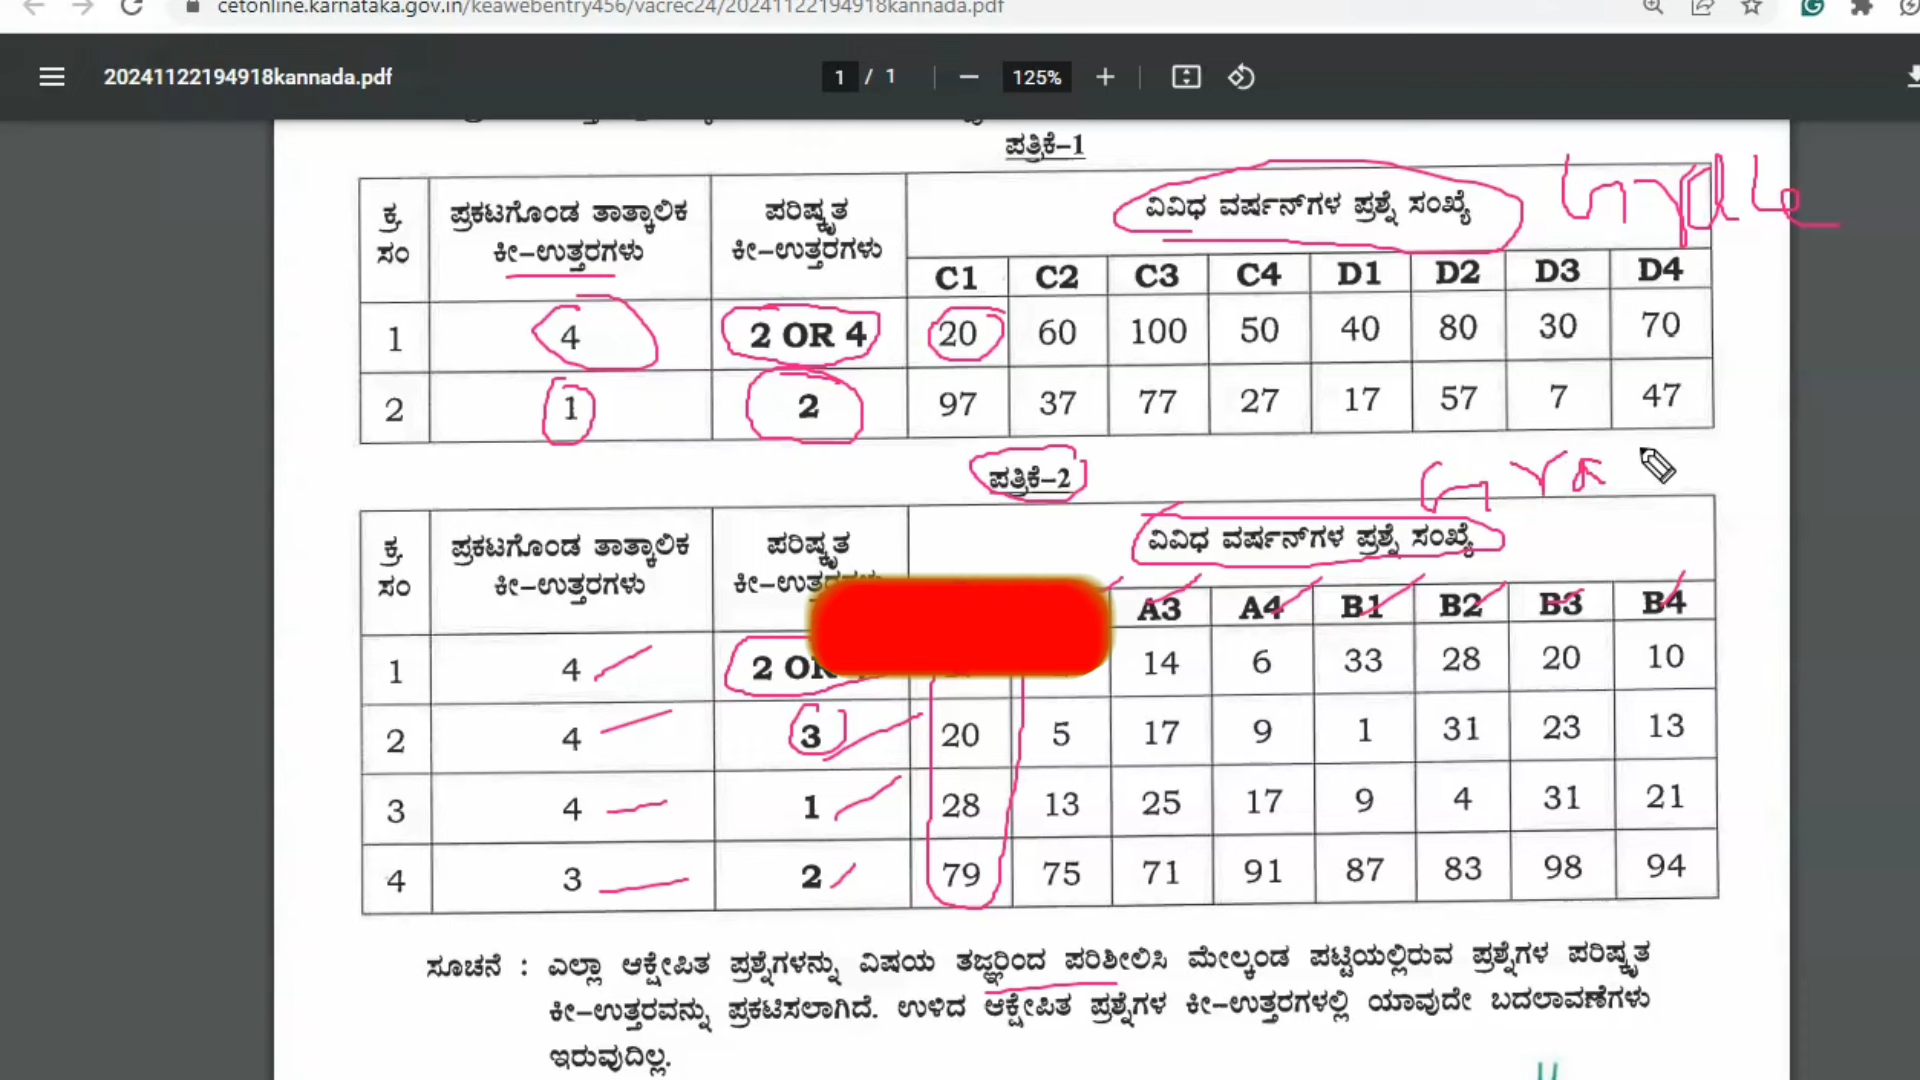 cetonline.karnataka.gov.in/keawebentry456/vacrec24/20241122194918kannada.pdf
20241122194918kannada.pdf 1 / 1 125%
ಪತ್ರಿಕೆ–1
ಕ್ರ ಸಂ ಪ್ರಕಟಗೊಂಡ ತಾತ್ಕಾಲಿಕ ಕೀ–ಉತ್ತರಗಳು ಪರಿಷ್ಕೃತ ಕೀ–ಉತ್ತರಗಳು ವಿವಿಧ ವರ್ಷನ್‌ಗಳ ಪ್ರಶ್ನೆ ಸಂಖ್ಯೆ
C1 C2 C3 C4 D1 D2 D3 D4
1 4 2 OR 4 20 60 100 50 40 80 30 70
2 1 2 97 37 77 27 17 57 7 47
ಪತ್ರಿಕೆ–2
ಕ್ರ ಸಂ ಪ್ರಕಟಗೊಂಡ ತಾತ್ಕಾಲಿಕ ಕೀ–ಉತ್ತರಗಳು ಪರಿಷ್ಕೃತ ವಿವಿಧ ವರ್ಷನ್‌ಗಳ ಪ್ರಶ್ನೆ ಸಂಖ್ಯೆ
A3 A4 B1 B2 B3 B4
1 4 2 OR 14 6 33 28 20 10
2 4 3 20 5 17 9 1 31 23 13
3 4 1 28 13 25 17 9 4 31 21
4 3 2 79 75 71 91 87 83 98 94
ಸೂಚನೆ : ಎಲ್ಲಾ ಆಕ್ಷೇಪಿತ ಪ್ರಶ್ನೆಗಳನ್ನು ವಿಷಯ ತಜ್ಞರಿಂದ ಪರಿಶೀಲಿಸಿ ಮೇಲ್ಕಂಡ ಪಟ್ಟಿಯಲ್ಲಿರುವ ಪ್ರಶ್ನೆಗಳ ಪರಿಷ್ಕೃತ
ಕೀ–ಉತ್ತರವನ್ನು ಪ್ರಕಟಿಸಲಾಗಿದೆ. ಉಳಿದ ಆಕ್ಷೇಪಿತ ಪ್ರಶ್ನೆಗಳ ಕೀ–ಉತ್ತರಗಳಲ್ಲಿ ಯಾವುದೇ ಬದಲಾವಣೆಗಳು
ಇರುವುದಿಲ್ಲ.